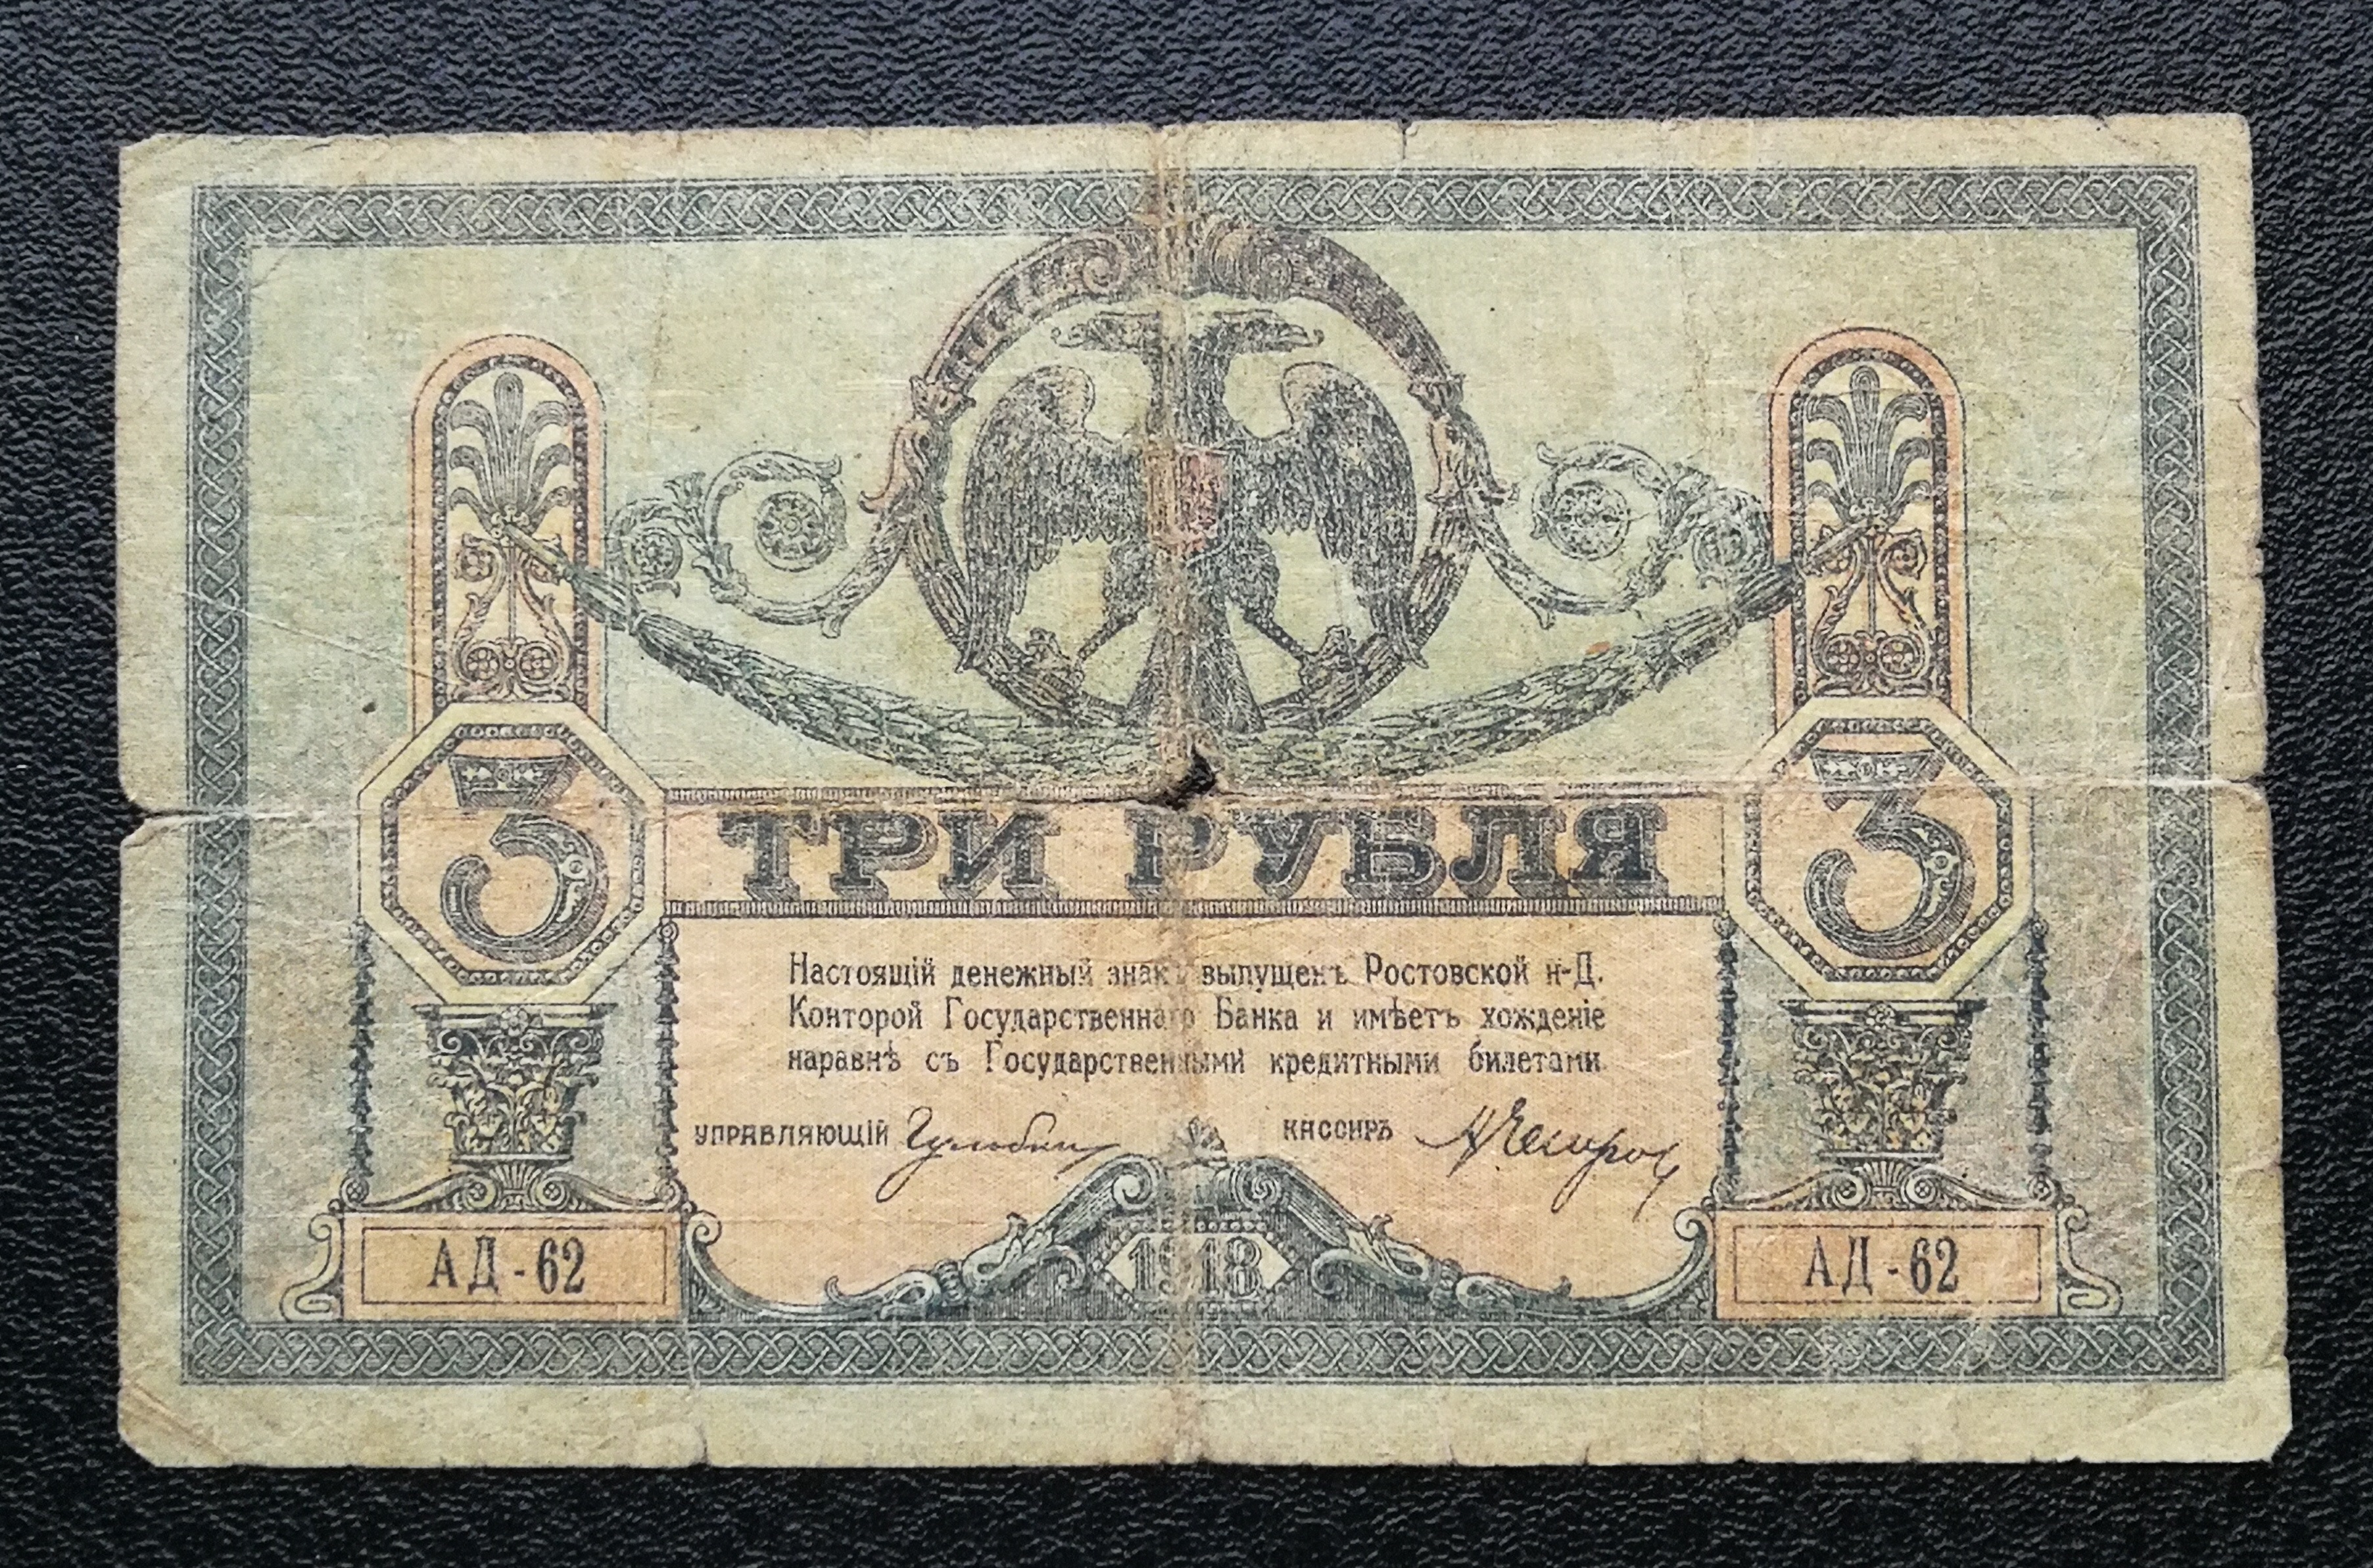 3 3
ТРИ РУБЛЯ
Настоящій денежный знакъ выпущенъ Ростовской н-Д.
Конторой Государственнаго Банка и имѣетъ хожденіе
наравнѣ съ Государственными кредитными билетами.
УПРАВЛЯЮЩІЙ КАССИРЪ
1918
АД-62 АД-62